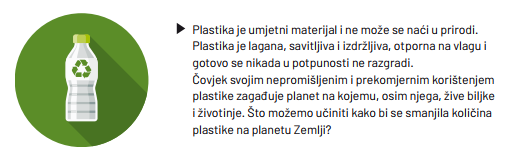 Plastika je umjetni materijal i ne može se naći u prirodi.
Plastika je lagana, savitljiva i izdržljiva, otporna na vlagu i
gotovo se nikada u potpunosti ne razgradi.
Čovjek svojim nepromišljenim i prekomjernim korištenjem
plastike zagađuje planet na kojemu, osim njega, žive biljke
i životinje. Što možemo učiniti kako bi se smanjila količina
plastike na planetu Zemlji?